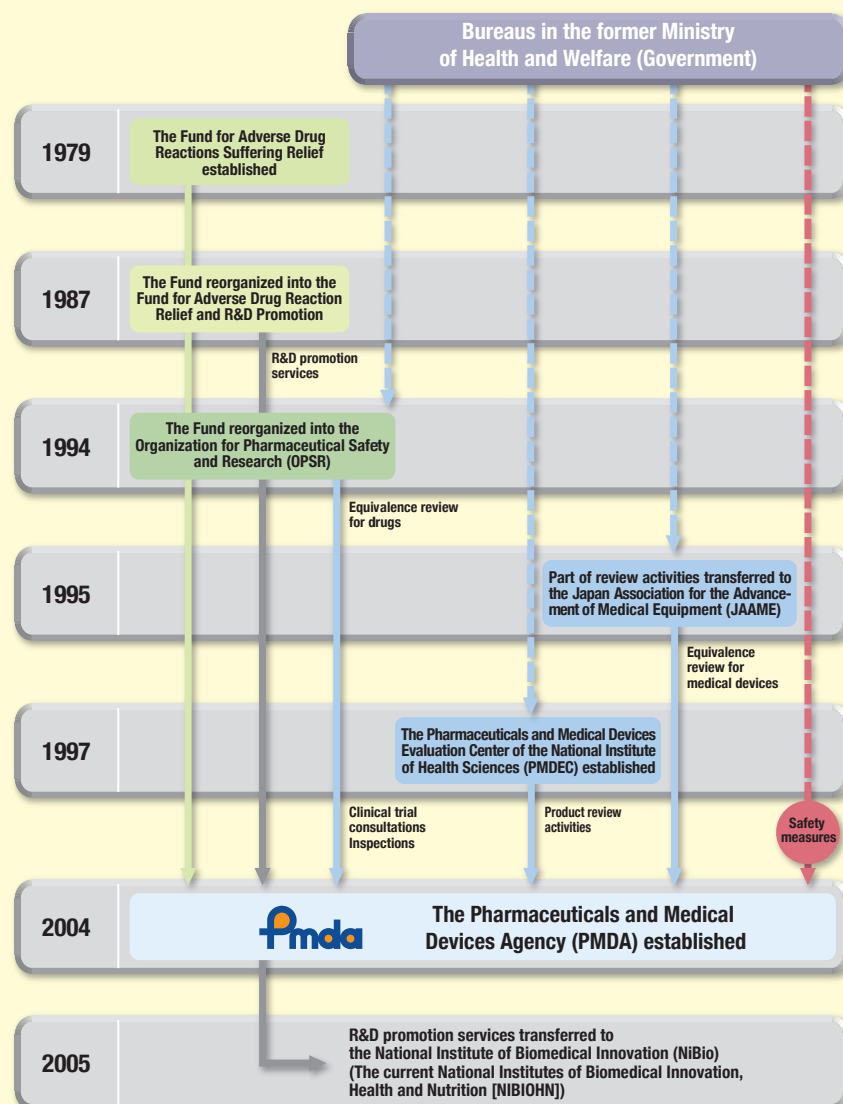 Bureaus in the former Ministry
of Health and Welfare (Government)
1979
The Fund for Adverse Drug
Reactions Suffering Relief
established
1987
The Fund reorganized into the
Fund for Adverse Drug Reaction
Relief and R&D Promotion
R&D promotion
services
1994
The Fund reorganized into the
Organization for Pharmaceutical Safety
and Research (OPSR)
Equivalence review
for drugs
1995
Part of review activities transferred to
the Japan Association for the Advance-
ment of Medical Equipment (JAAME)
Equivalence
review for
medical devices
1997
The Pharmaceuticals and Medical Devices
Evaluation Center of the National Institute
of Health Sciences (PMDEC) established
Clinical trial
consultations
Inspections
Product review
activities
Safety
measures
2004
Pmda
The Pharmaceuticals and Medical
Devices Agency (PMDA) established
2005
R&D promotion services transferred to
the National Institute of Biomedical Innovation (NiBio)
(The current National Institutes of Biomedical Innovation,
Health and Nutrition [NIBIOHN])